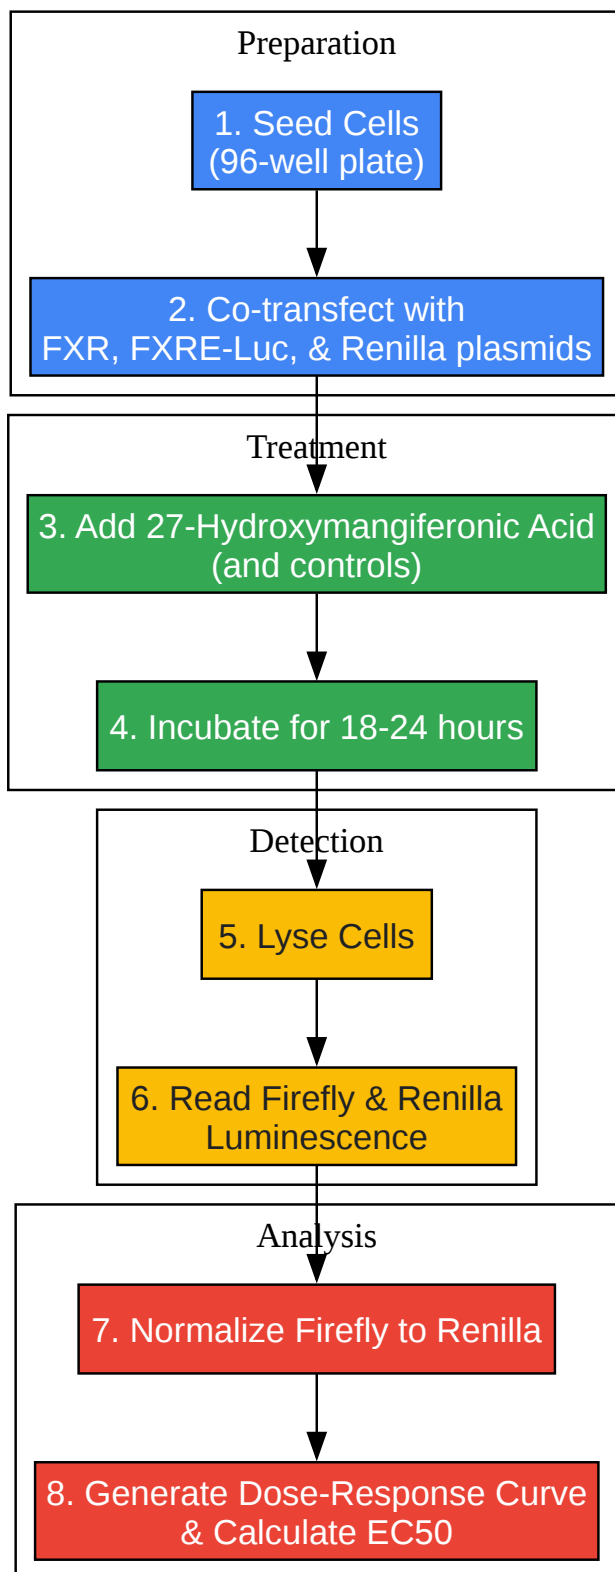 Preparation
1. Seed Cells
(96-well plate)
2. Co-transfect with
FXR, FXRE-Luc, & Renilla plasmids
Treatment
3. Add 27-Hydroxymangiferonic Acid
(and controls)
4. Incubate for 18-24 hours
Detection
5. Lyse Cells
6. Read Firefly & Renilla
Luminescence
Analysis
7. Normalize Firefly to Renilla
8. Generate Dose-Response Curve
& Calculate EC50